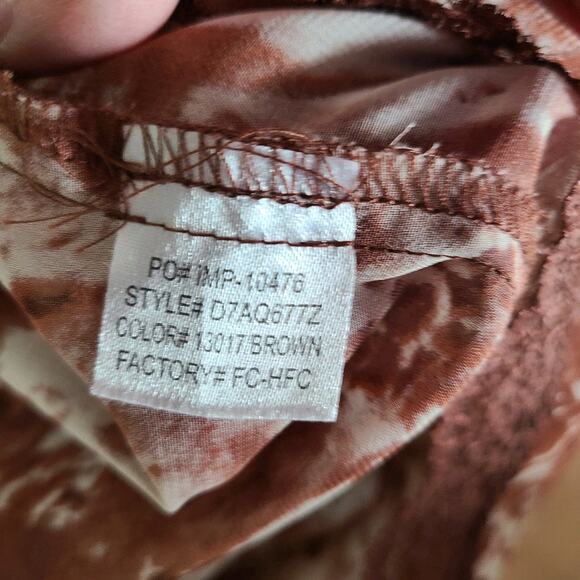 PO# IMP-10476
STYLE# D7AQ677Z
COLOR# 13017 BROWN
FACTORY# FC-HFC